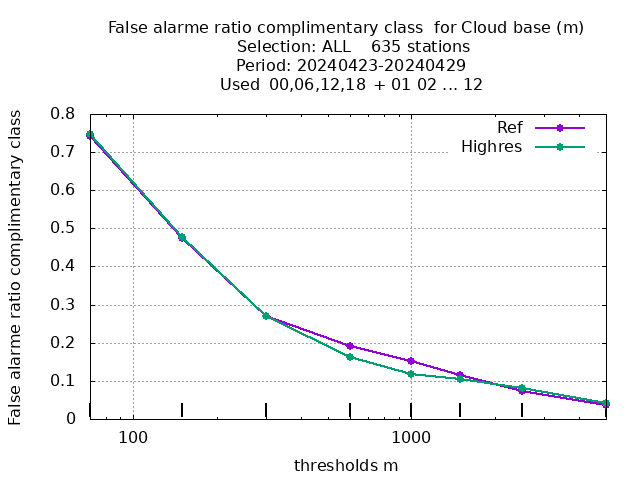 False alarme ratio complimentary class  for Cloud base (m)
Selection: ALL    635 stations
Period: 20240423-20240429
Used  00,06,12,18  + 01 02 ... 12
False alarme ratio complimentary class
0.8
0.7
0.6
0.5
0.4
0.3
0.2
0.1
0
Ref
Highres
100
1000
thresholds m